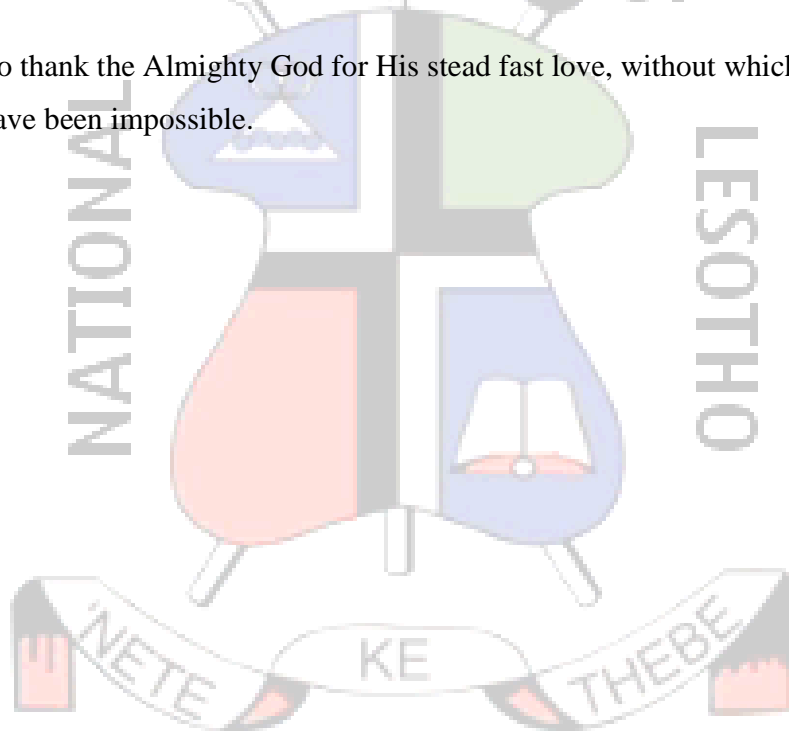 o thank the Almighty God for His stead fast love, without which
ave been impossible.
NATIONAL
LESOTHO
'NETE
KE
THEBE